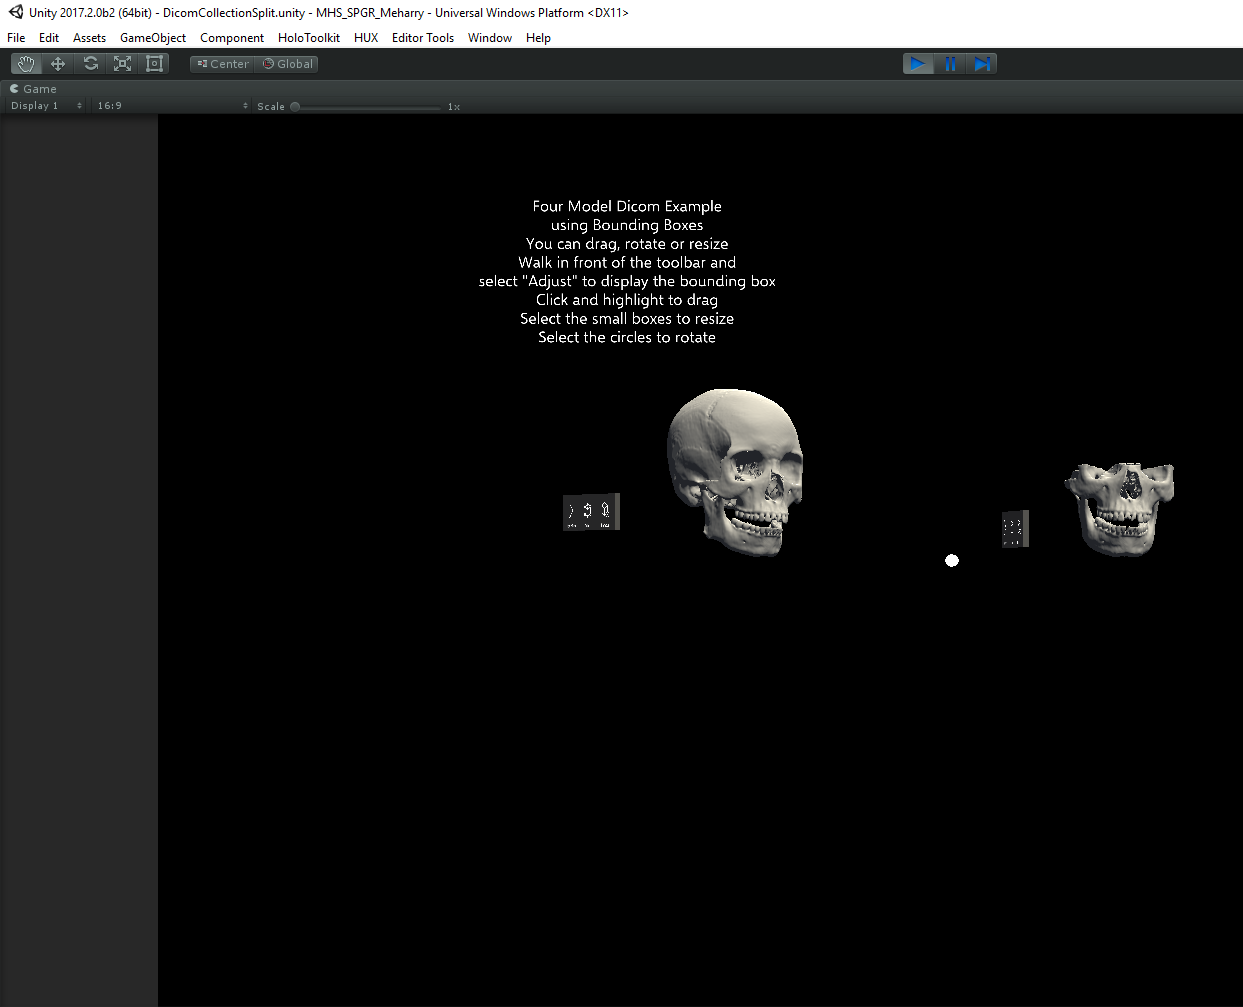 Unity 2017.2.0b2 (64bit) - DicomCollectionSplit.unity - MHS_SPGR_Meharry - Universal Windows Platform <DX11>
File Edit Assets GameObject Component HoloToolkit HUX Editor Tools Window Help
Center Global
Game
Display 1 16:9 Scale 1x
Four Model Dicom Example
using Bounding Boxes
You can drag, rotate or resize
Walk in front of the toolbar and
select "Adjust" to display the bounding box
Click and highlight to drag
Select the small boxes to resize
Select the circles to rotate